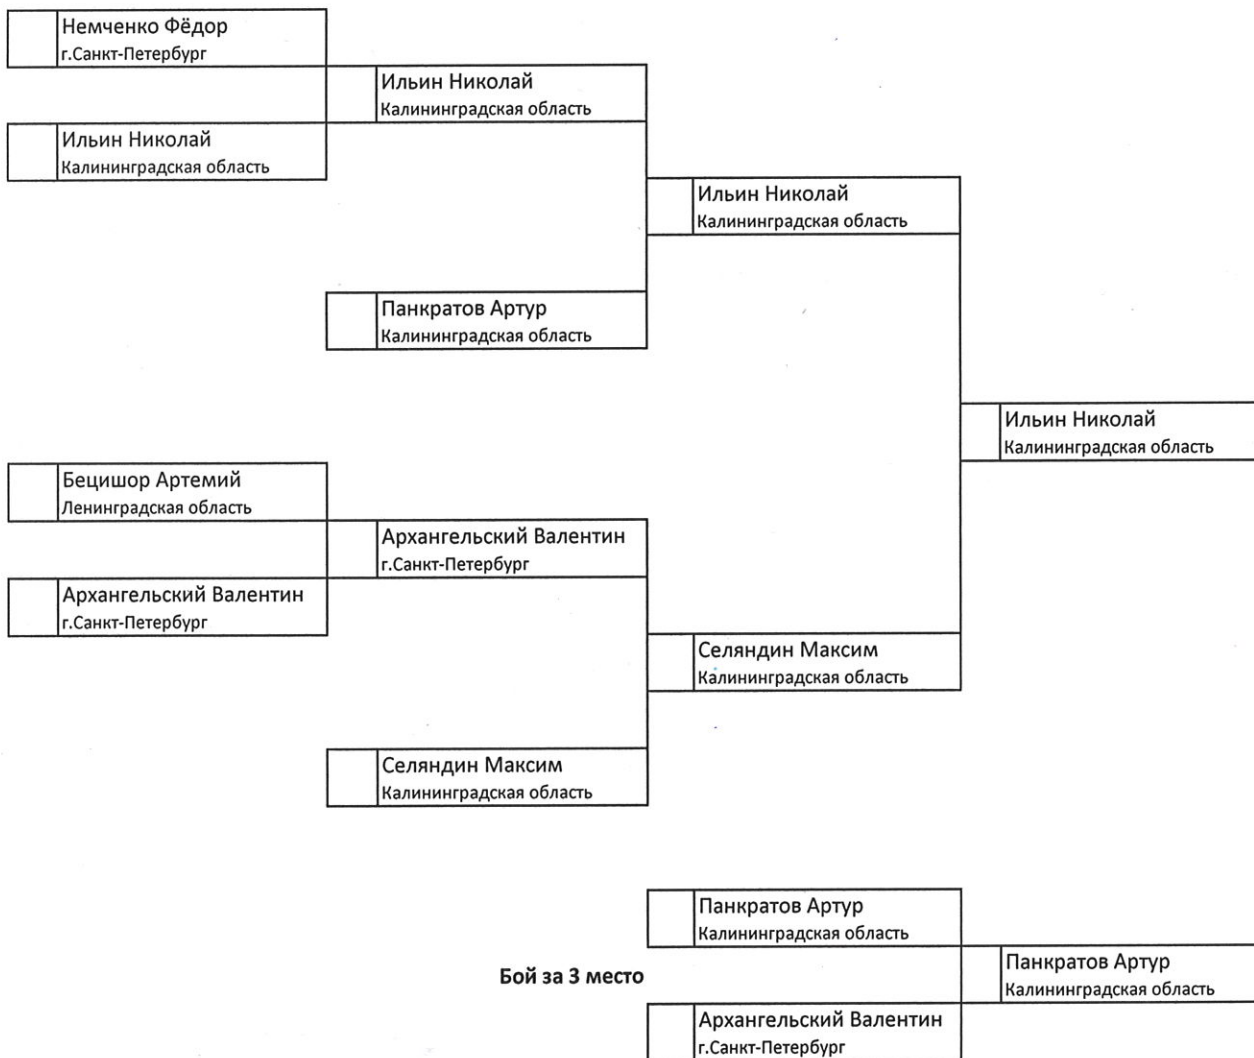 Немченко Фёдор
г.Санкт-Петербург
Ильин Николай
Калининградская область
Ильин Николай
Калининградская область
Ильин Николай
Калининградская область
Панкратов Артур
Калининградская область
Ильин Николай
Калининградская область
Бецишор Артемий
Ленинградская область
Архангельский Валентин
г.Санкт-Петербург
Архангельский Валентин
г.Санкт-Петербург
Селяндин Максим
Калининградская область
Селяндин Максим
Калининградская область
Панкратов Артур
Калининградская область
Бой за 3 место
Панкратов Артур
Калининградская область
Архангельский Валентин
г.Санкт-Петербург